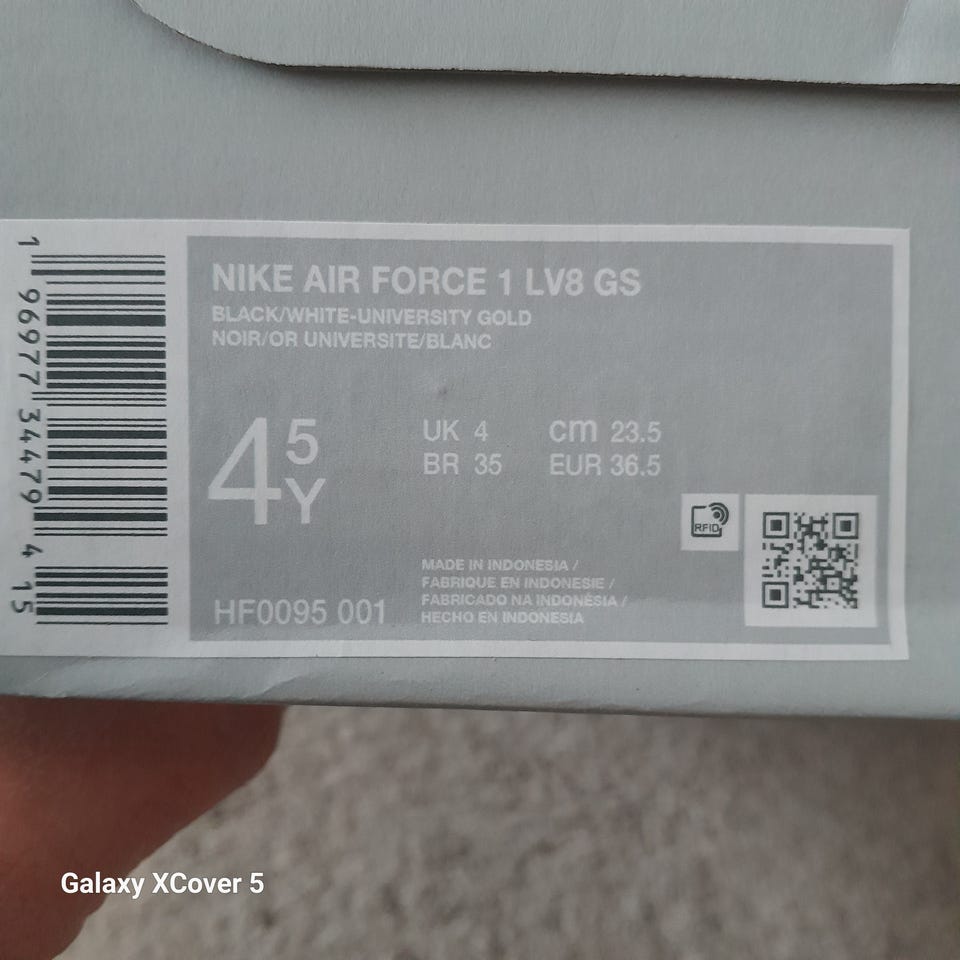 NIKE AIR FORCE 1 LV8 GS
BLACK/WHITE-UNIVERSITY GOLD
NOIR/OR UNIVERSITE/BLANC
4 5Y
UK 4 cm 23.5
BR 35 EUR 36.5
RFID
MADE IN INDONESIA /
FABRIQUE EN INDONESIE /
FABRICADO NA INDONÉSIA /
HECHO EN INDONESIA
HF0095 001
1 96977 34479 4 15
Galaxy XCover 5